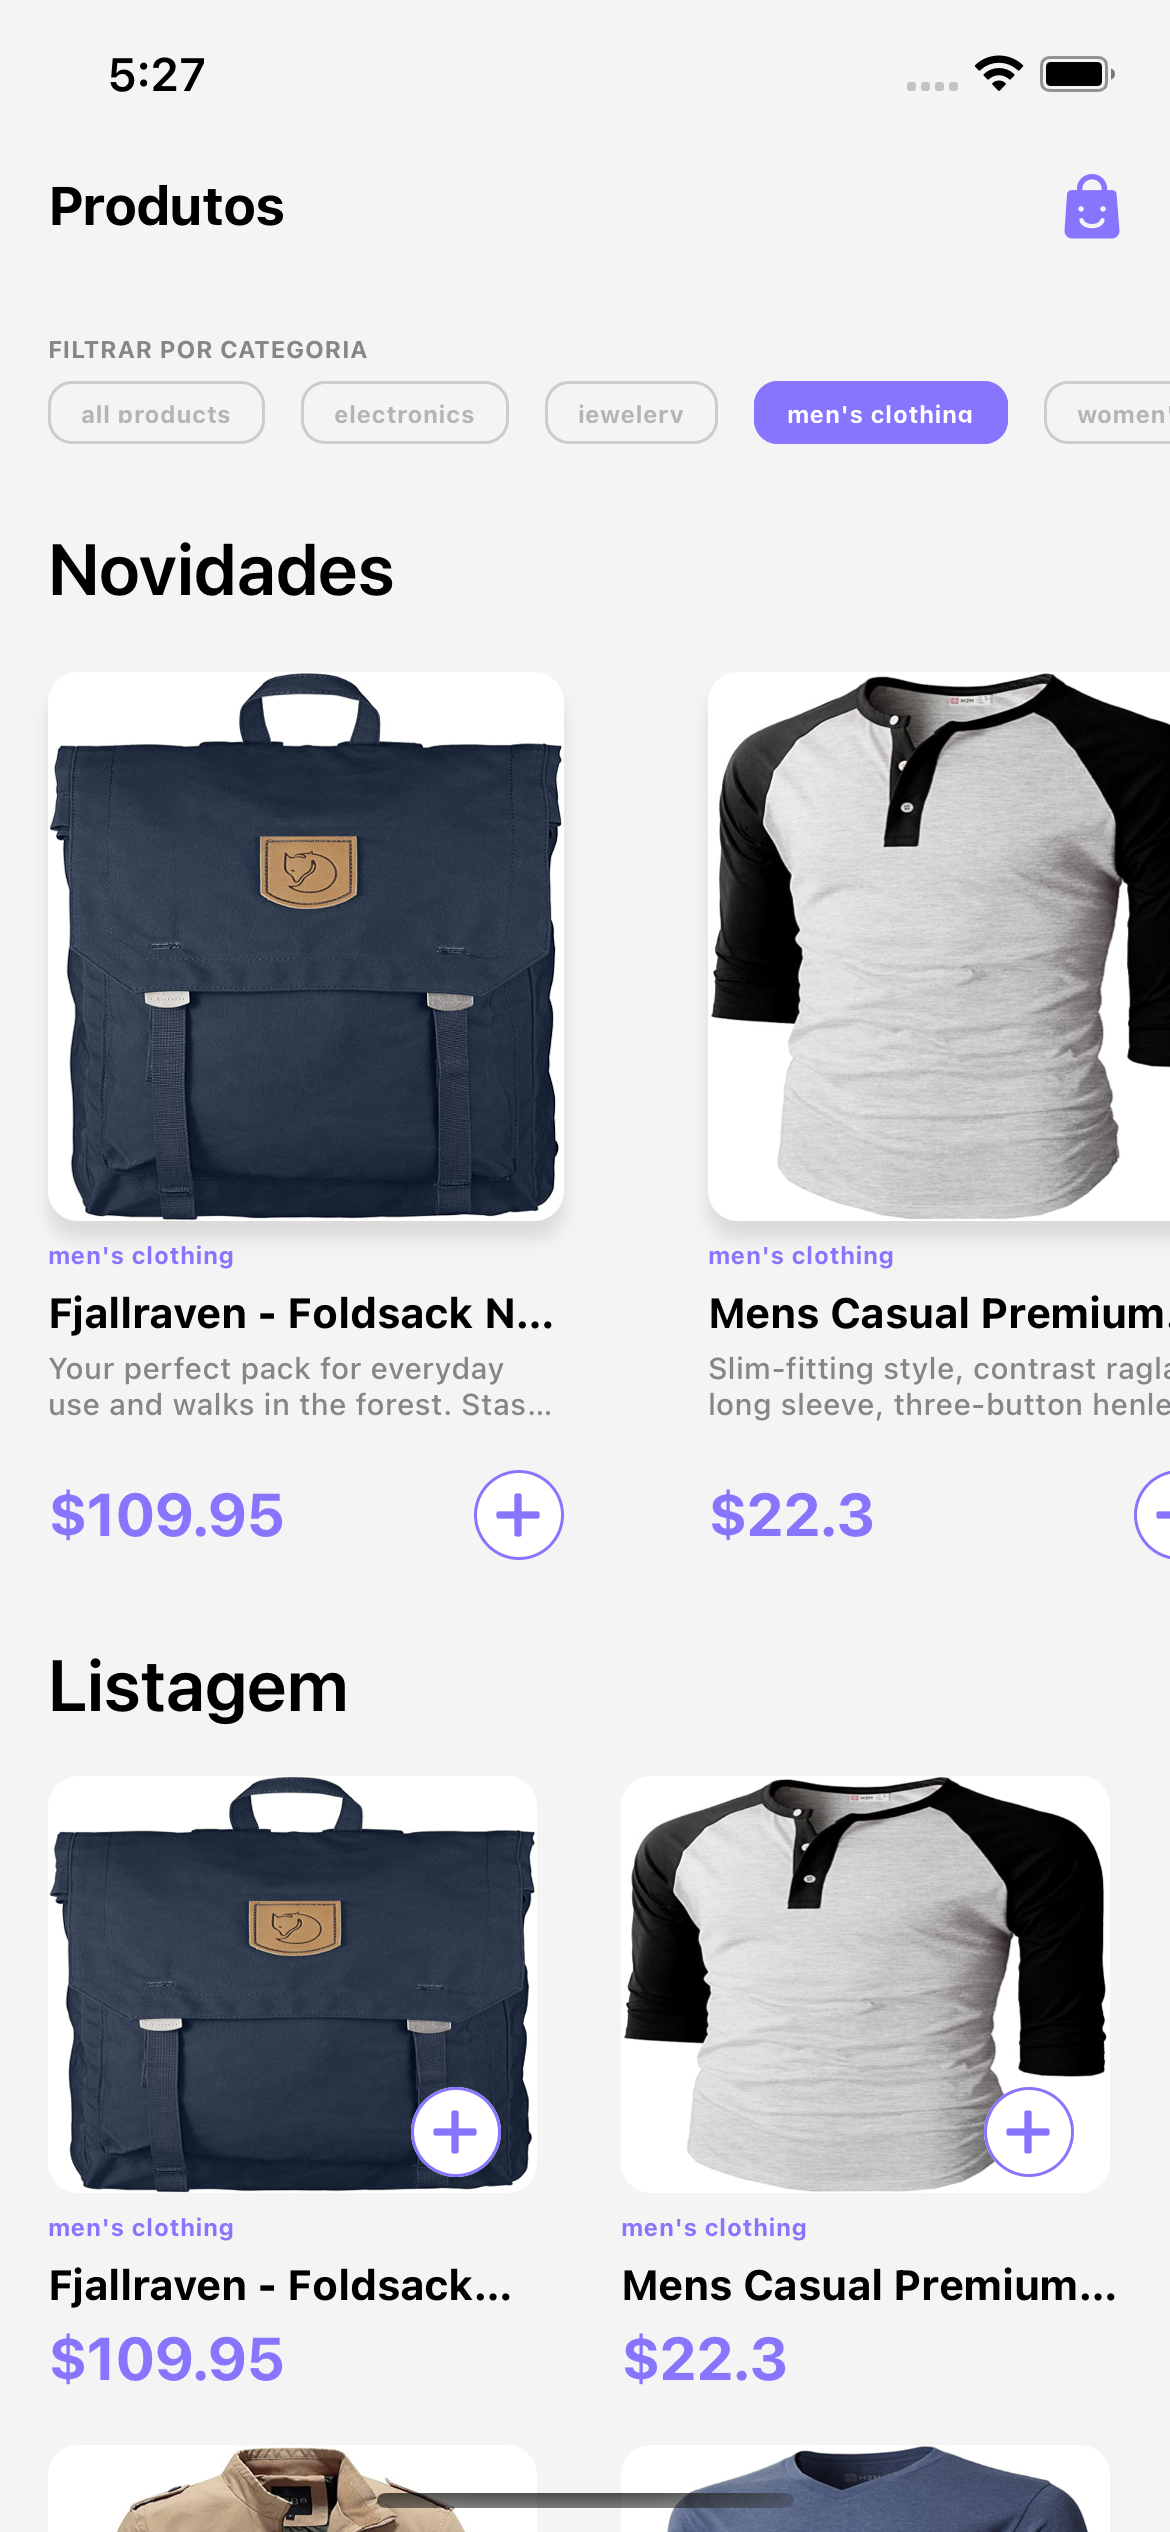 5:27
Produtos
FILTRAR POR CATEGORIA
all products electronics jewelery men's clothing women'
Novidades
men's clothing men's clothing
Fjallraven - Foldsack N... Mens Casual Premium.
Your perfect pack for everyday Slim-fitting style, contrast ragla
use and walks in the forest. Stas... long sleeve, three-button henle
$109.95 $22.3
Listagem
men's clothing men's clothing
Fjallraven - Foldsack... Mens Casual Premium...
$109.95 $22.3